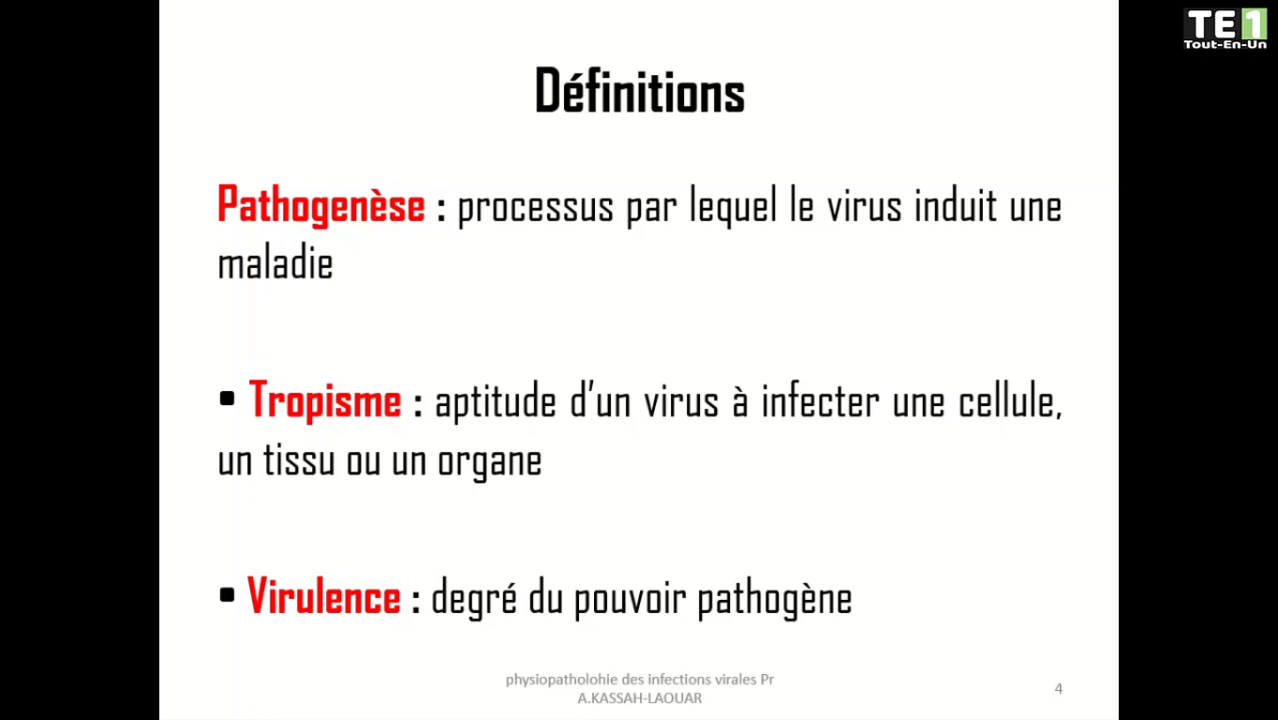 TE1
Tout-En-Un
Définitions
Pathogenèse : processus par lequel le virus induit une
maladie
▪ Tropisme : aptitude d’un virus à infecter une cellule,
un tissu ou un organe
▪ Virulence : degré du pouvoir pathogène
physiopatholohie des infections virales Pr
A.KASSAH-LAOUAR
4